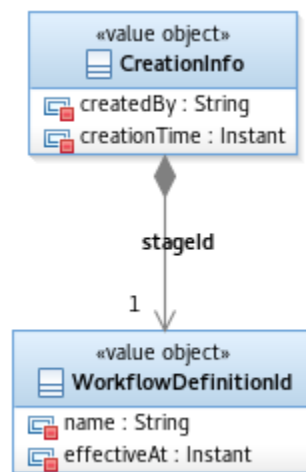 «value object»
CreationInfo
createdBy : String
creationTime : Instant
stageId
1
«value object»
WorkflowDefinitionId
name : String
effectiveAt : Instant